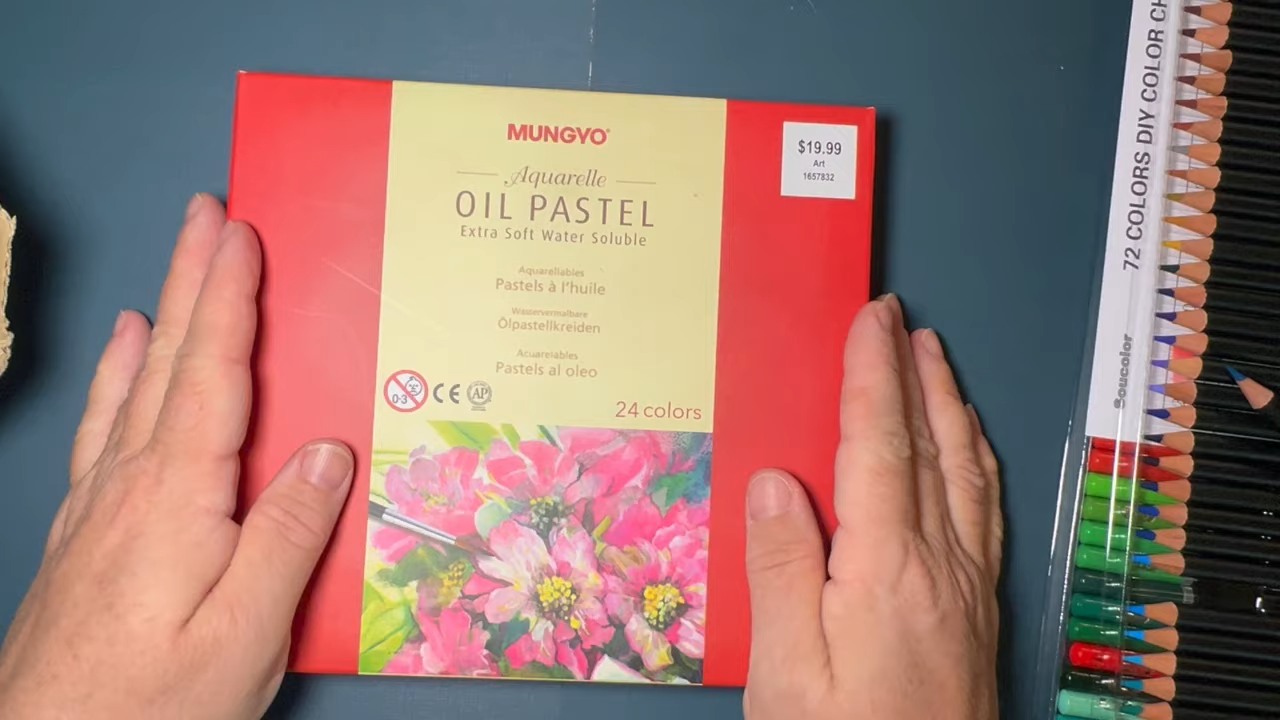 MUNGYO®
Aquarelle
OIL PASTEL
Extra Soft Water Soluble
Aquarellables
Pastels à l'huile
Wasservermalbare
Ölpastellkreiden
Acuarelables
Pastels al oleo
0-3
CE
AP
24 colors
$19.99
Art
1657832
72 COLORS DIY COLOR CH
Soucolor